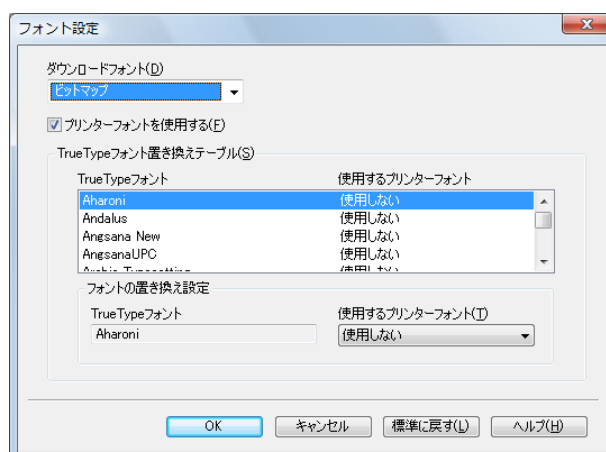 フォント設定
ダウンロードフォント(D)
ビットマップ
プリンターフォントを使用する(F)
TrueTypeフォント置き換えテーブル(S)
TrueTypeフォント 使用するプリンターフォント
Aharoni 使用しない
Andalus 使用しない
Angsana New 使用しない
AngsanaUPC 使用しない
フォントの置き換え設定
TrueTypeフォント 使用するプリンターフォント(T)
Aharoni 使用しない
OK キャンセル 標準に戻す(L) ヘルプ(H)